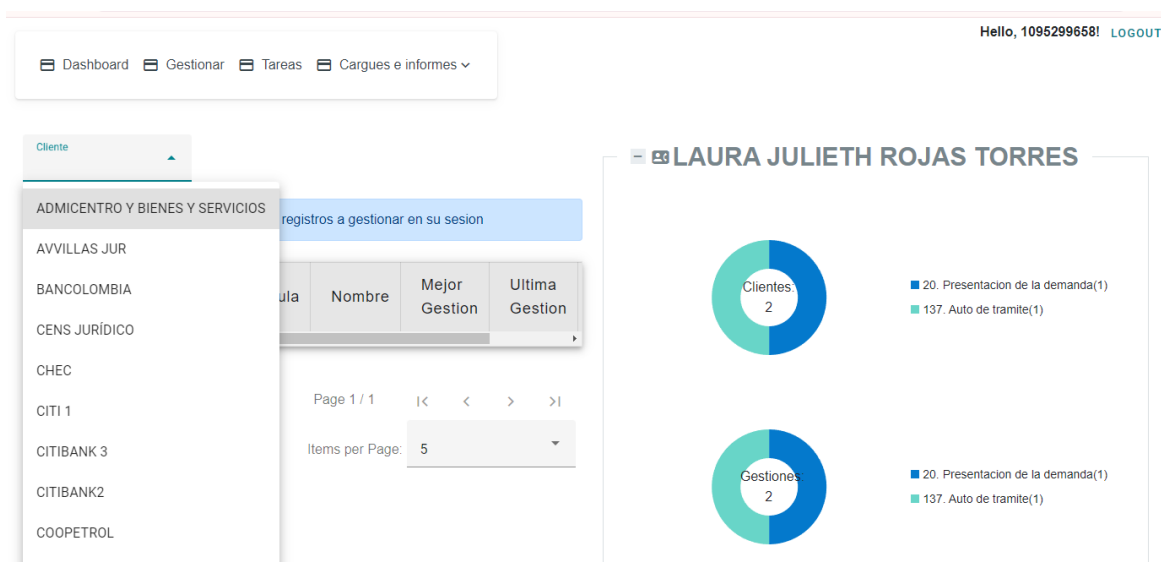 Hello, 1095299658! LOGOUT
Dashboard Gestionar Tareas Cargues e informes
Cliente
ADMICENTRO Y BIENES Y SERVICIOS
AVVILLAS JUR
BANCOLOMBIA
CENS JURÍDICO
CHEC
CITI 1
CITIBANK 3
CITIBANK2
COOPETROL
registros a gestionar en su sesion
ula Nombre Mejor Gestion Ultima Gestion
Page 1 / 1
Items per Page: 5
LAURA JULIETH ROJAS TORRES
Clientes:
2
20. Presentacion de la demanda(1)
137. Auto de tramite(1)
Gestiones:
2
20. Presentacion de la demanda(1)
137. Auto de tramite(1)